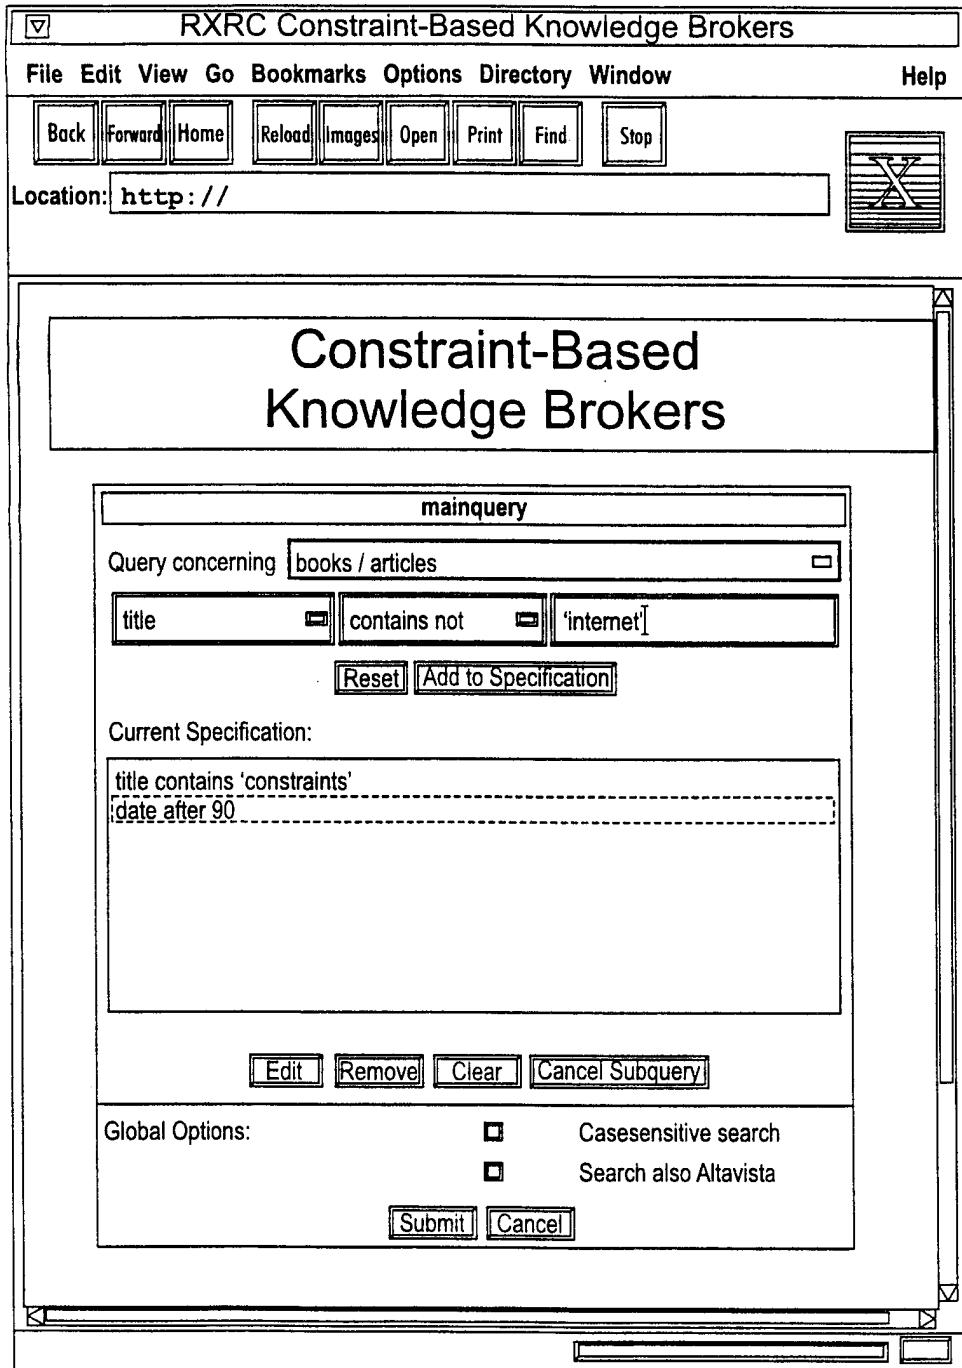 RXRC Constraint-Based Knowledge Brokers
File Edit View Go Bookmarks Options Directory Window Help
Back Forward Home Reload Images Open Print Find Stop
Location: http://
X
Constraint-Based
Knowledge Brokers
mainquery
Query concerning books / articles
title contains not ‘internet’
Reset Add to Specification
Current Specification:
title contains ‘constraints’
date after 90
Edit Remove Clear Cancel Subquery
Global Options: Casesensitive search
Search also Altavista
Submit Cancel